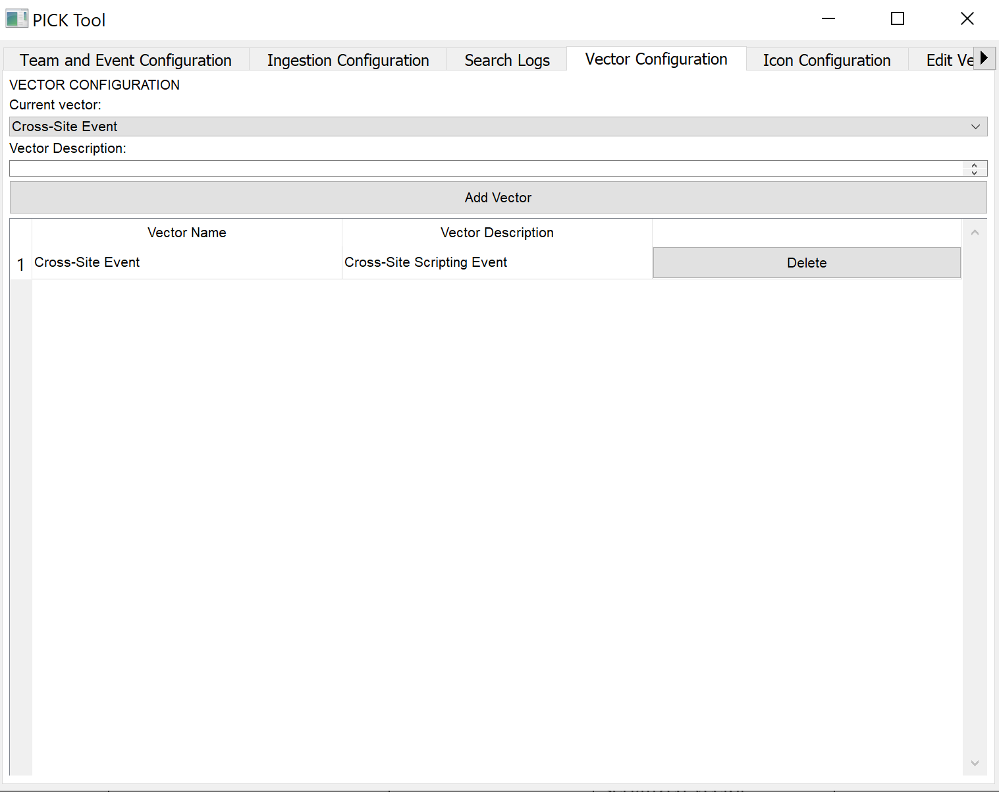 PICK Tool
Team and Event Configuration Ingestion Configuration Search Logs Vector Configuration Icon Configuration Edit Ve
VECTOR CONFIGURATION
Current vector:
Cross-Site Event
Vector Description:
Add Vector
Vector Name Vector Description
1 Cross-Site Event Cross-Site Scripting Event Delete